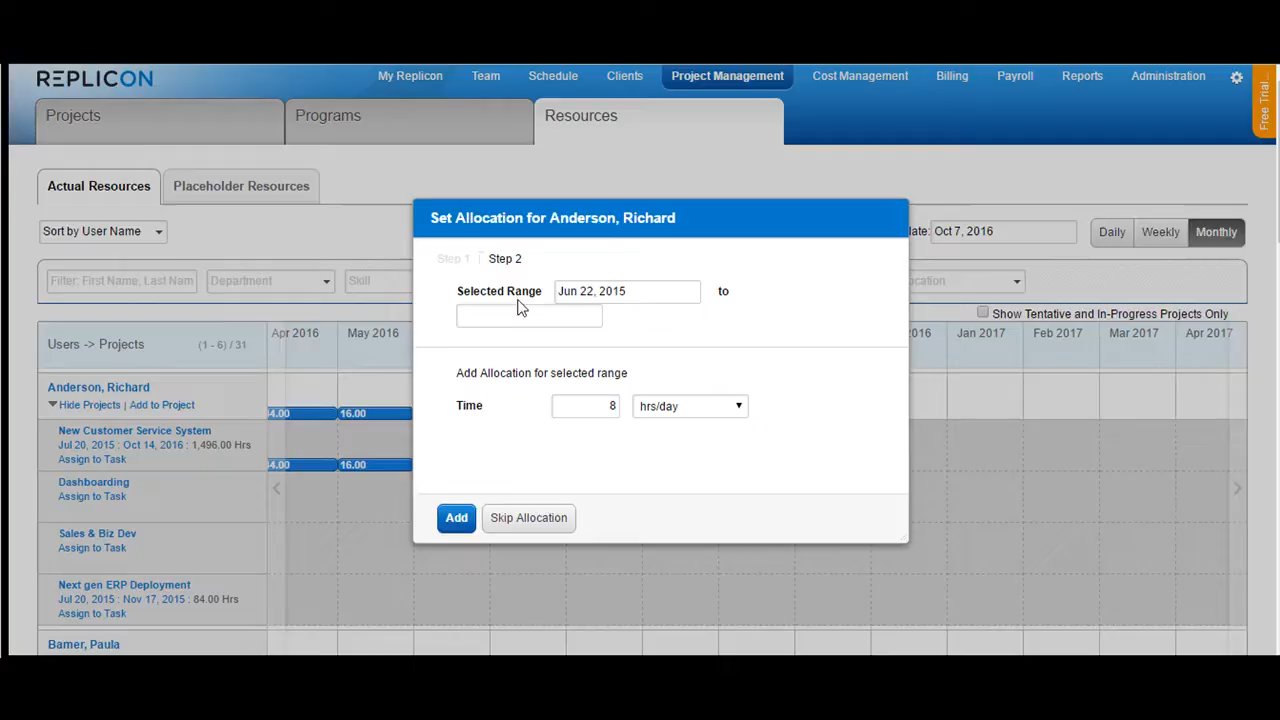 REPLICON
My Replicon Team Schedule Clients Project Management Cost Management Billing Payroll Reports Administration
Free Trial...
Projects Programs Resources
Actual Resources Placeholder Resources
Set Allocation for Anderson, Richard
Sort by User Name
ate: Oct 7, 2016 Daily Weekly Monthly
Step 1 Step 2
Filter: First Name, Last Nam Department Skill ocation
Selected Range Jun 22, 2015 to
Show Tentative and In-Progress Projects Only
Users -> Projects (1 - 6) / 31 Apr 2016 May 2016 016 Jan 2017 Feb 2017 Mar 2017 Apr 2017
Add Allocation for selected range
Anderson, Richard
Hide Projects | Add to Project
Time 8 hrs/day
4.00 16.00
New Customer Service System
Jul 20, 2015 : Oct 14, 2016 : 1,496.00 Hrs
Assign to Task
4.00 16.00
Dashboarding
Assign to Task
Add Skip Allocation
Sales & Biz Dev
Assign to Task
Next gen ERP Deployment
Jul 20, 2015 : Nov 17, 2015 : 84.00 Hrs
Assign to Task
Barner, Paula